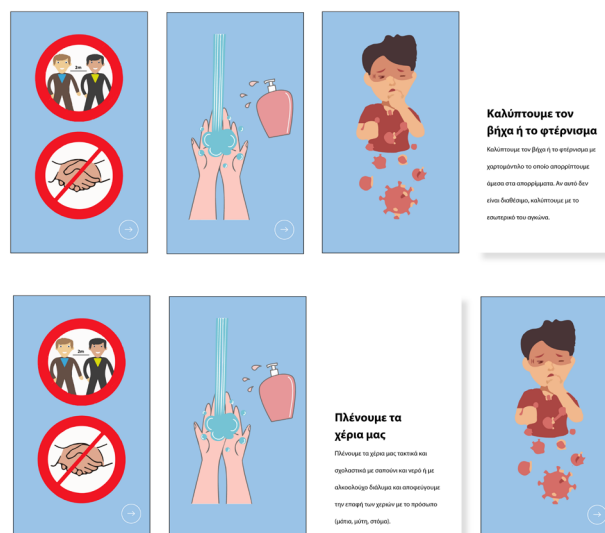 2m
Καλύπτουμε τον
βήχα ή το φτέρνισμα
Καλύπτουμε τον βήχα ή το φτέρνισμα με
χαρτομάντιλο το οποίο απορρίπτουμε
άμεσα στα απορρίμματα. Αν αυτό δεν
είναι διαθέσιμο, καλύπτουμε με το
εσωτερικό του αγκώνα.
2m
Πλένουμε τα
χέρια μας
Πλένουμε τα χέρια μας τακτικά και
σχολαστικά με σαπούνι και νερό ή με
αλκοολούχο διάλυμα και αποφεύγουμε
την επαφή των χεριών με το πρόσωπο
(μάτια, μύτη, στόμα).